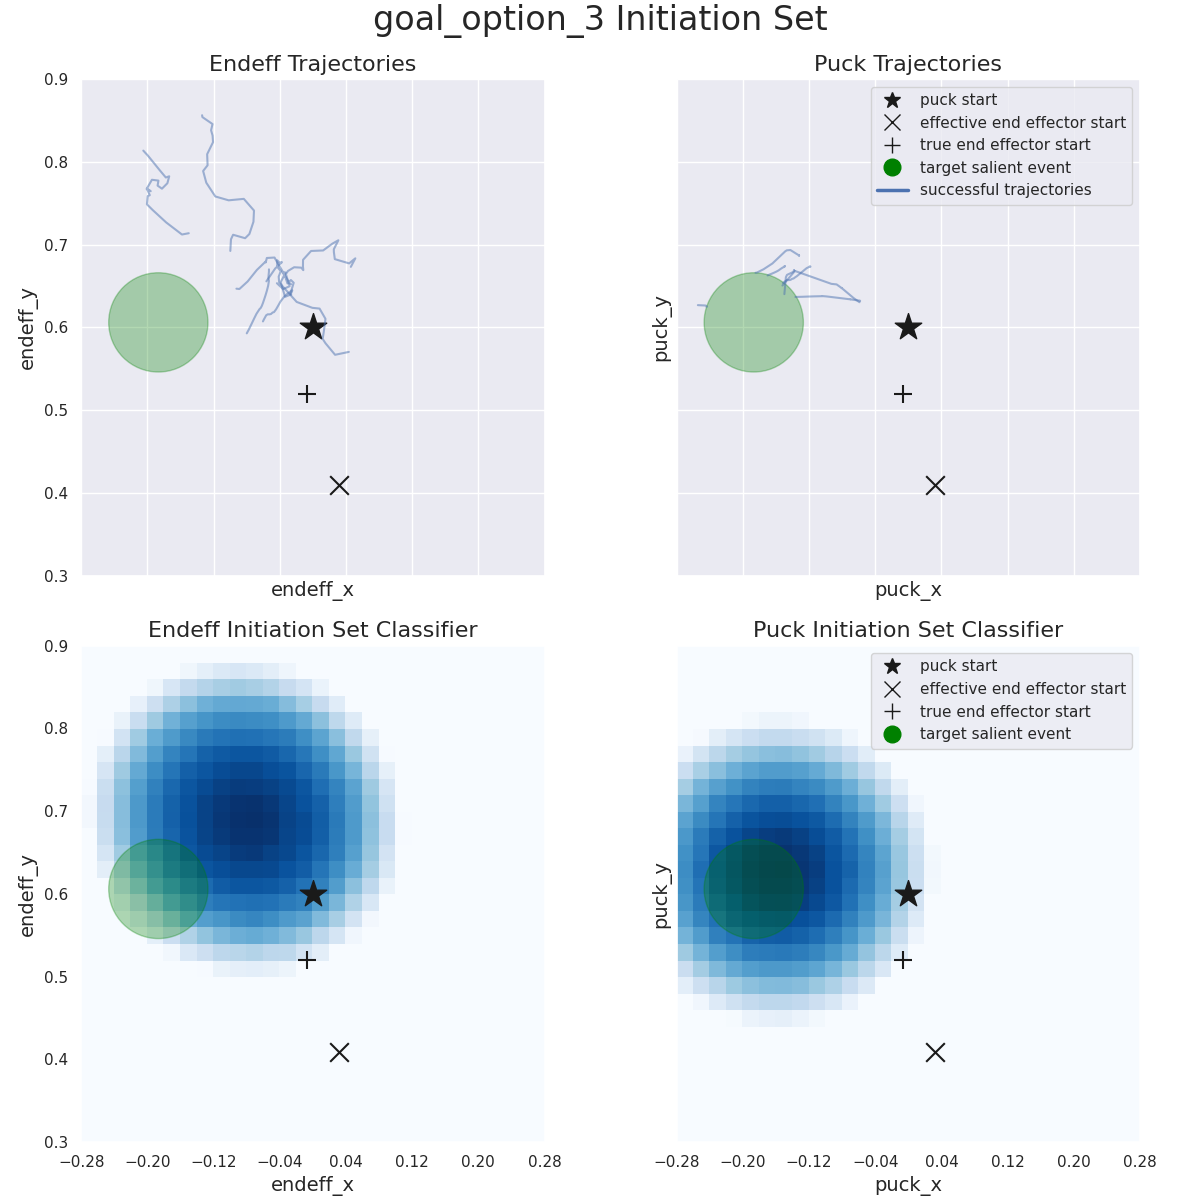 goal_option_3 Initiation Set
Endeff Trajectories
0.9
0.8
0.7
0.6
0.5
0.4
0.3
endeff_y
endeff_x
Puck Trajectories
puck start
effective end effector start
true end effector start
target salient event
successful trajectories
puck_y
puck_x
Endeff Initiation Set Classifier
0.9
0.8
0.7
0.6
0.5
0.4
0.3
endeff_y
−0.28 −0.20 −0.12 −0.04 0.04 0.12 0.20 0.28
endeff_x
Puck Initiation Set Classifier
puck start
effective end effector start
true end effector start
target salient event
puck_y
−0.28 −0.20 −0.12 −0.04 0.04 0.12 0.20 0.28
puck_x